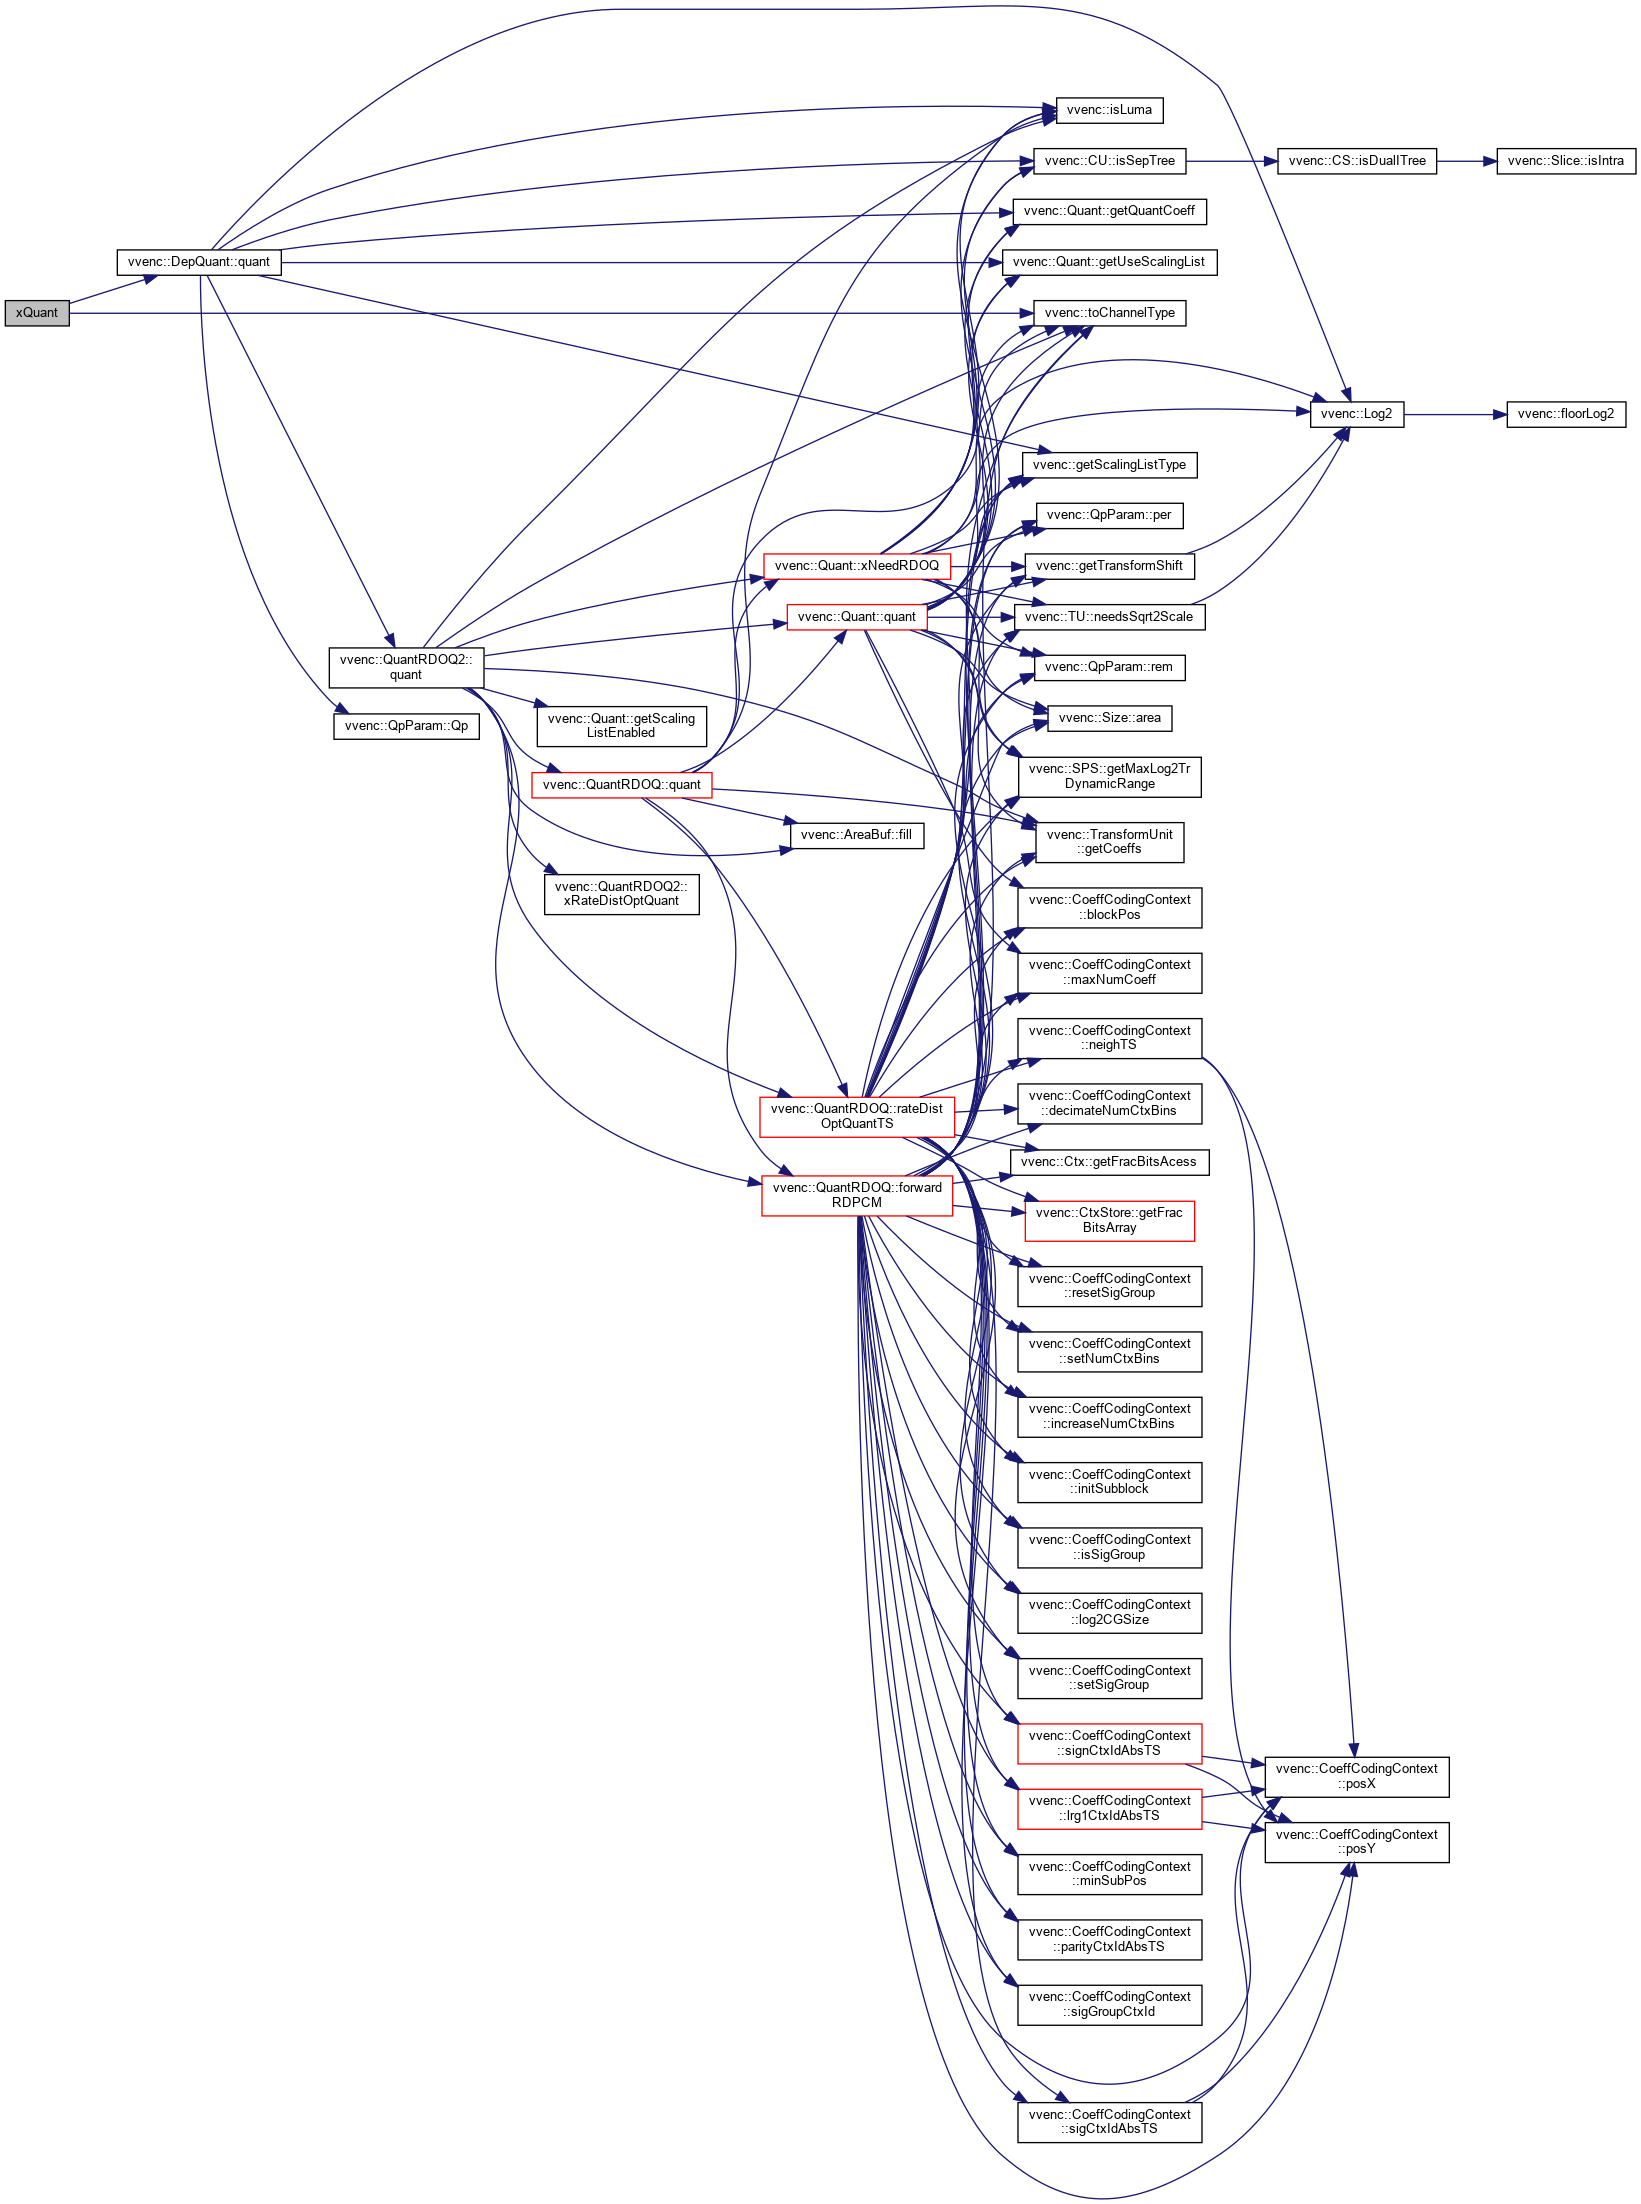 vvenc::isLuma
vvenc::CU::isSepTree
vvenc::CS::isDualITree
vvenc::Slice::isIntra
vvenc::Quant::getQuantCoeff
vvenc::DepQuant::quant
vvenc::Quant::getUseScalingList
xQuant
vvenc::toChannelType
vvenc::Log2
vvenc::floorLog2
vvenc::getScalingListType
vvenc::QpParam::per
vvenc::Quant::xNeedRDOQ
vvenc::getTransformShift
vvenc::Quant::quant
vvenc::TU::needsSqrt2Scale
vvenc::QuantRDOQ2::
quant
vvenc::QpParam::rem
vvenc::QpParam::Qp
vvenc::Quant::getScaling
ListEnabled
vvenc::Size::area
vvenc::QuantRDOQ::quant
vvenc::SPS::getMaxLog2Tr
DynamicRange
vvenc::AreaBuf::fill
vvenc::TransformUnit
::getCoeffs
vvenc::QuantRDOQ2::
xRateDistOptQuant
vvenc::CoeffCodingContext
::blockPos
vvenc::CoeffCodingContext
::maxNumCoeff
vvenc::CoeffCodingContext
::neighTS
vvenc::QuantRDOQ::rateDist
OptQuantTS
vvenc::CoeffCodingContext
::decimateNumCtxBins
vvenc::Ctx::getFracBitsAcess
vvenc::QuantRDOQ::forward
RDPCM
vvenc::CtxStore::getFrac
BitsArray
vvenc::CoeffCodingContext
::resetSigGroup
vvenc::CoeffCodingContext
::setNumCtxBins
vvenc::CoeffCodingContext
::increaseNumCtxBins
vvenc::CoeffCodingContext
::initSubblock
vvenc::CoeffCodingContext
::isSigGroup
vvenc::CoeffCodingContext
::log2CGSize
vvenc::CoeffCodingContext
::setSigGroup
vvenc::CoeffCodingContext
::signCtxIdAbsTS
vvenc::CoeffCodingContext
::posX
vvenc::CoeffCodingContext
::lrg1CtxIdAbsTS
vvenc::CoeffCodingContext
::posY
vvenc::CoeffCodingContext
::minSubPos
vvenc::CoeffCodingContext
::parityCtxIdAbsTS
vvenc::CoeffCodingContext
::sigGroupCtxId
vvenc::CoeffCodingContext
::sigCtxIdAbsTS